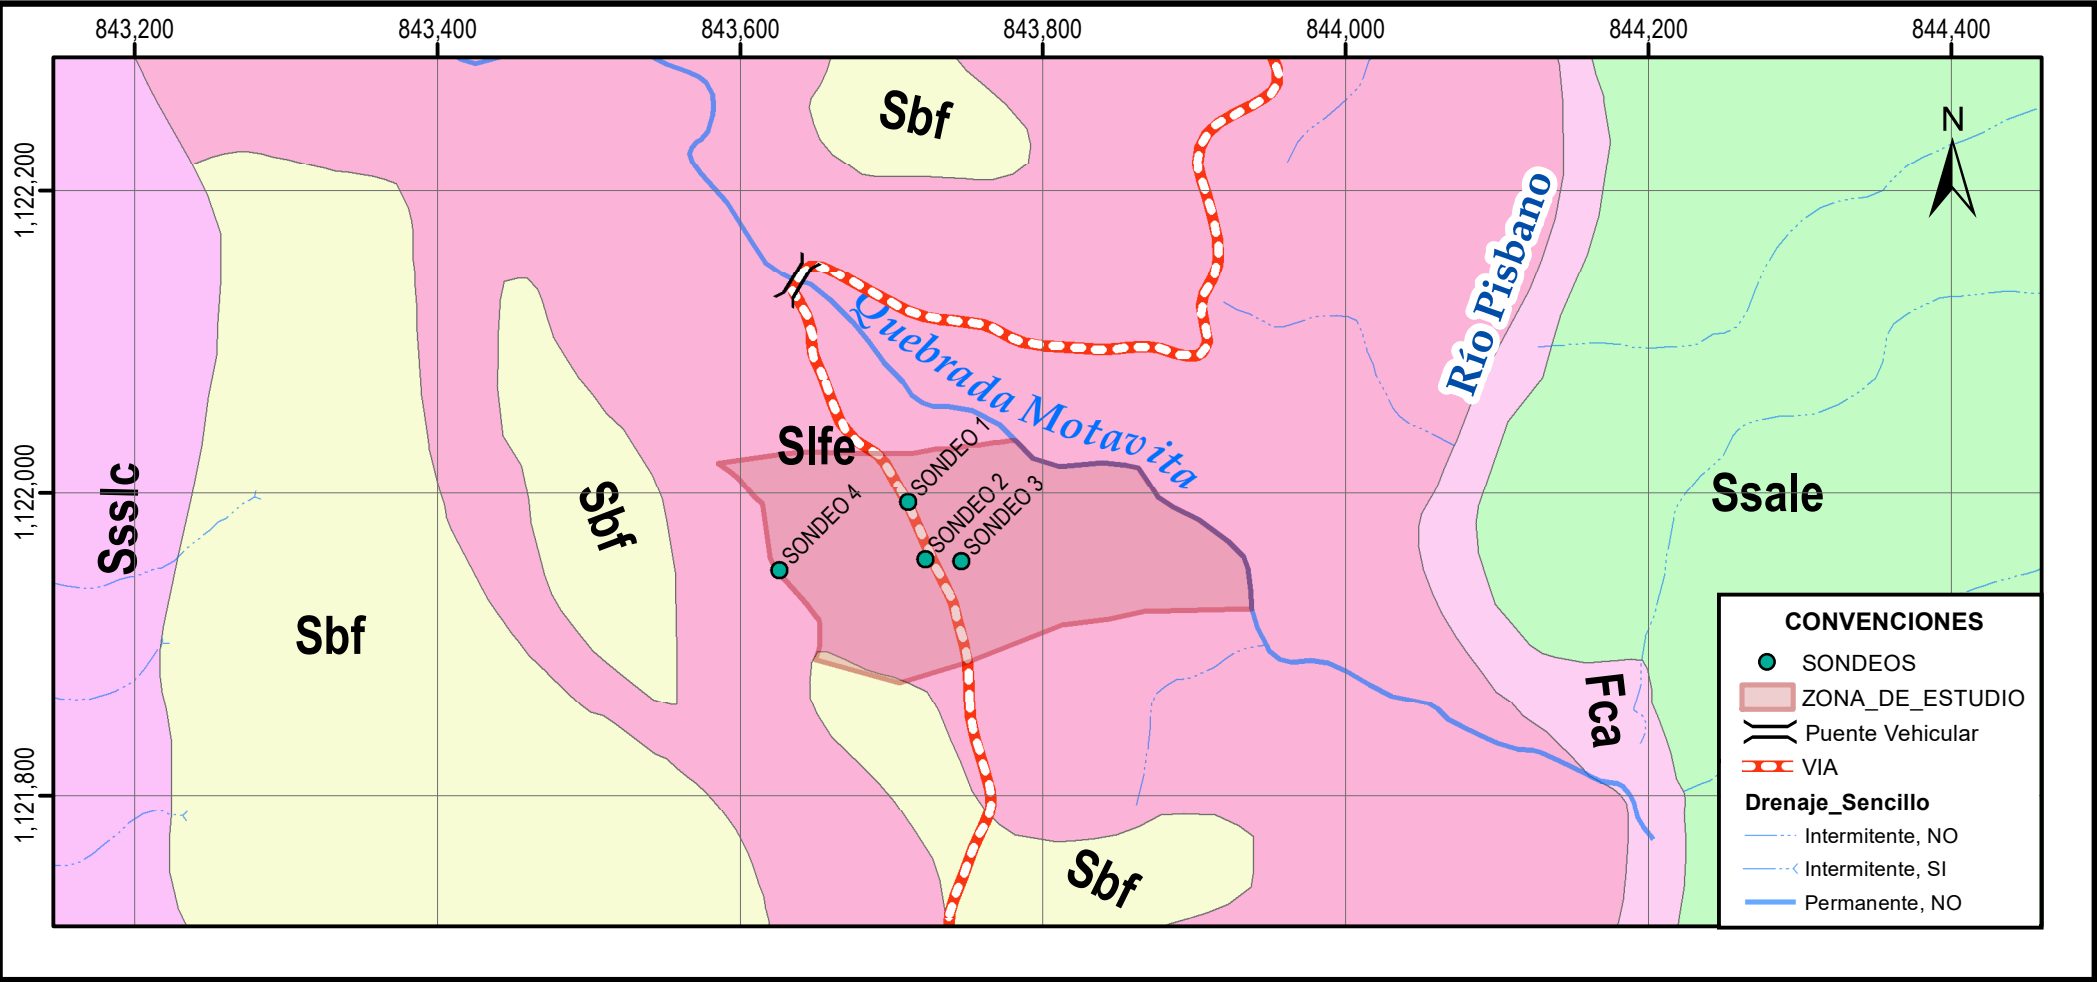 843,200 843,400 843,600 843,800 844,000 844,200 844,400
1,122,200
1,122,000
1,121,800
N
Sbf
Río Pisbano
Quebrada Motavita
Slfe
SONDEO 1
SONDEO 2
SONDEO 3
SONDEO 4
Ssslc
Sbf
Sbf
Ssale
Fca
Sbf
CONVENCIONES
SONDEOS
ZONA_DE_ESTUDIO
Puente Vehicular
VIA
Drenaje_Sencillo
Intermitente, NO
Intermitente, SI
Permanente, NO